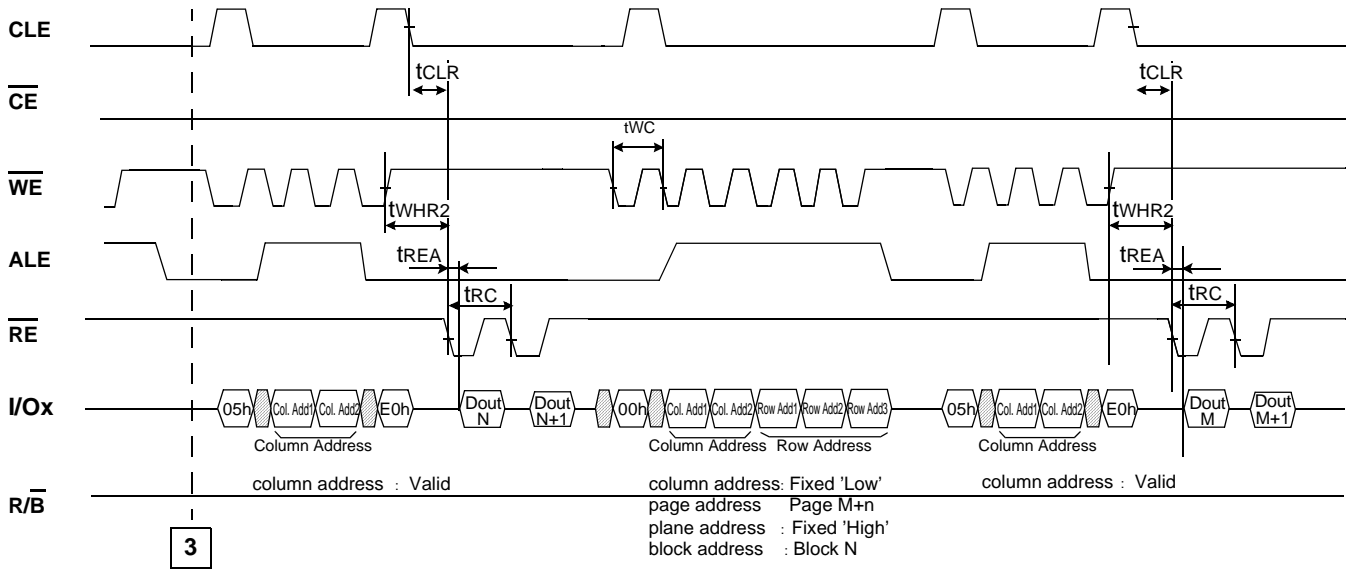 CLE
tCLR
tCLR
CE
tWC
WE
tWHR2
tWHR2
ALE
tREA
tREA
tRC
tRC
RE
I/Ox
05h
Col. Add1
Col. Add2
E0h
Dout N
Dout N+1
00h
Col. Add1
Col. Add2
Row Add1
Row Add2
Row Add3
05h
Col. Add1
Col. Add2
E0h
Dout M
Dout M+1
Column Address
Column Address
Row Address
Column Address
column address : Valid
column address: Fixed 'Low'
page address Page M+n
plane address : Fixed 'High'
block address : Block N
column address : Valid
R/B
3